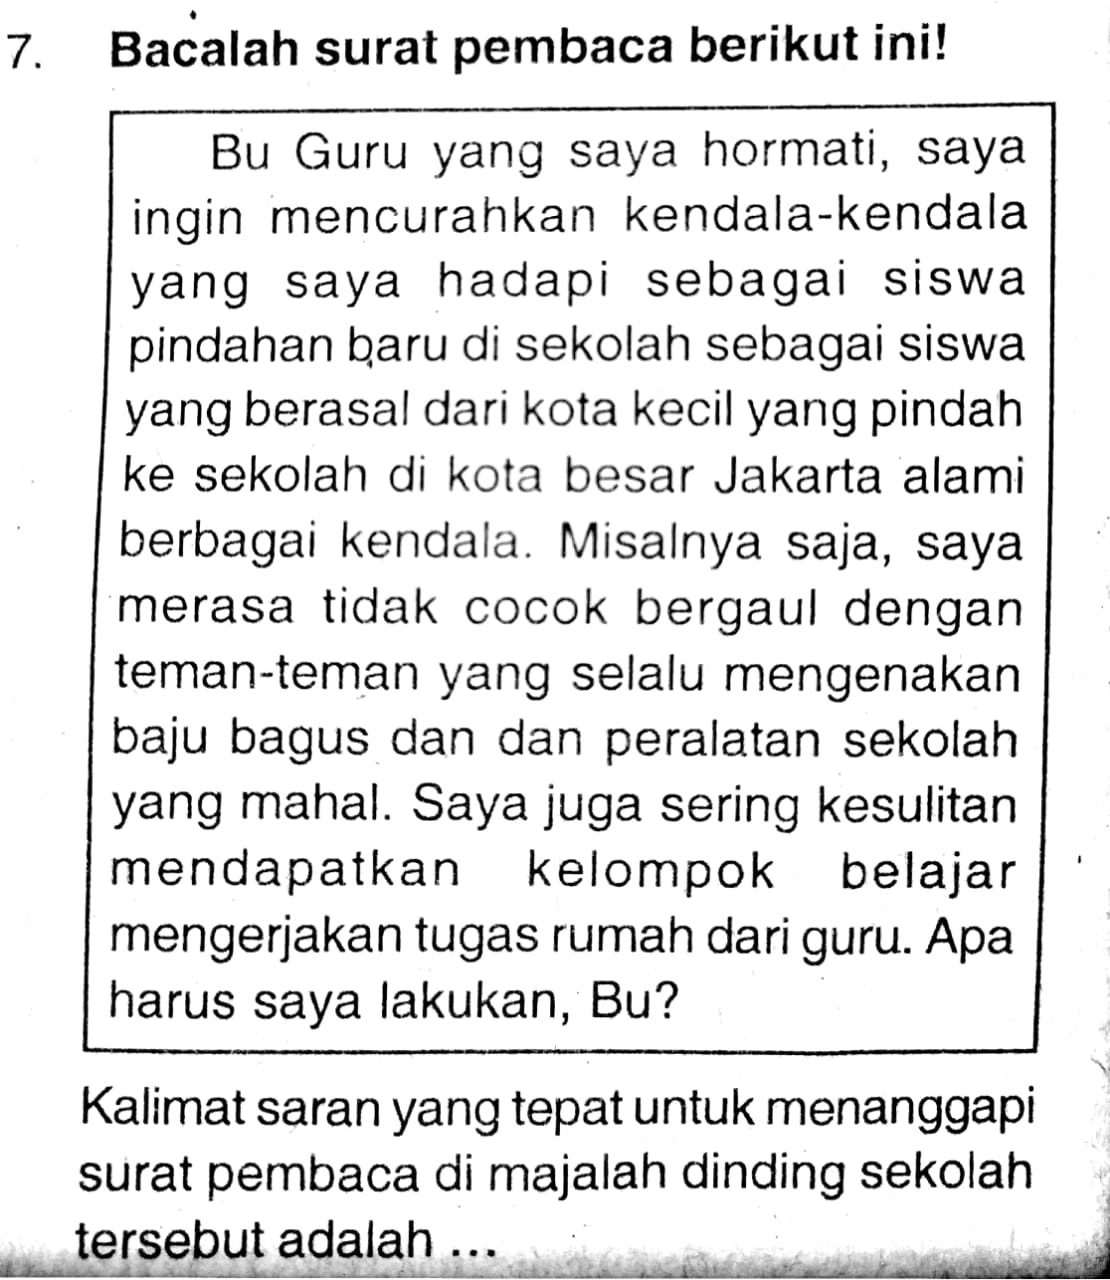 7. Bacalah surat pembaca berikut ini!
Bu Guru yang saya hormati, saya
ingin mencurahkan kendala-kendala
yang saya hadapi sebagai siswa
pindahan baru di sekolah sebagai siswa
yang berasal dari kota kecil yang pindah
ke sekolah di kota besar Jakarta alami
berbagai kendala. Misalnya saja, saya
merasa tidak cocok bergaul dengan
teman-teman yang selalu mengenakan
baju bagus dan dan peralatan sekolah
yang mahal. Saya juga sering kesulitan
mendapatkan kelompok belajar
mengerjakan tugas rumah dari guru. Apa
harus saya lakukan, Bu?
Kalimat saran yang tepat untuk menanggapi
surat pembaca di majalah dinding sekolah
tersebut adalah ...